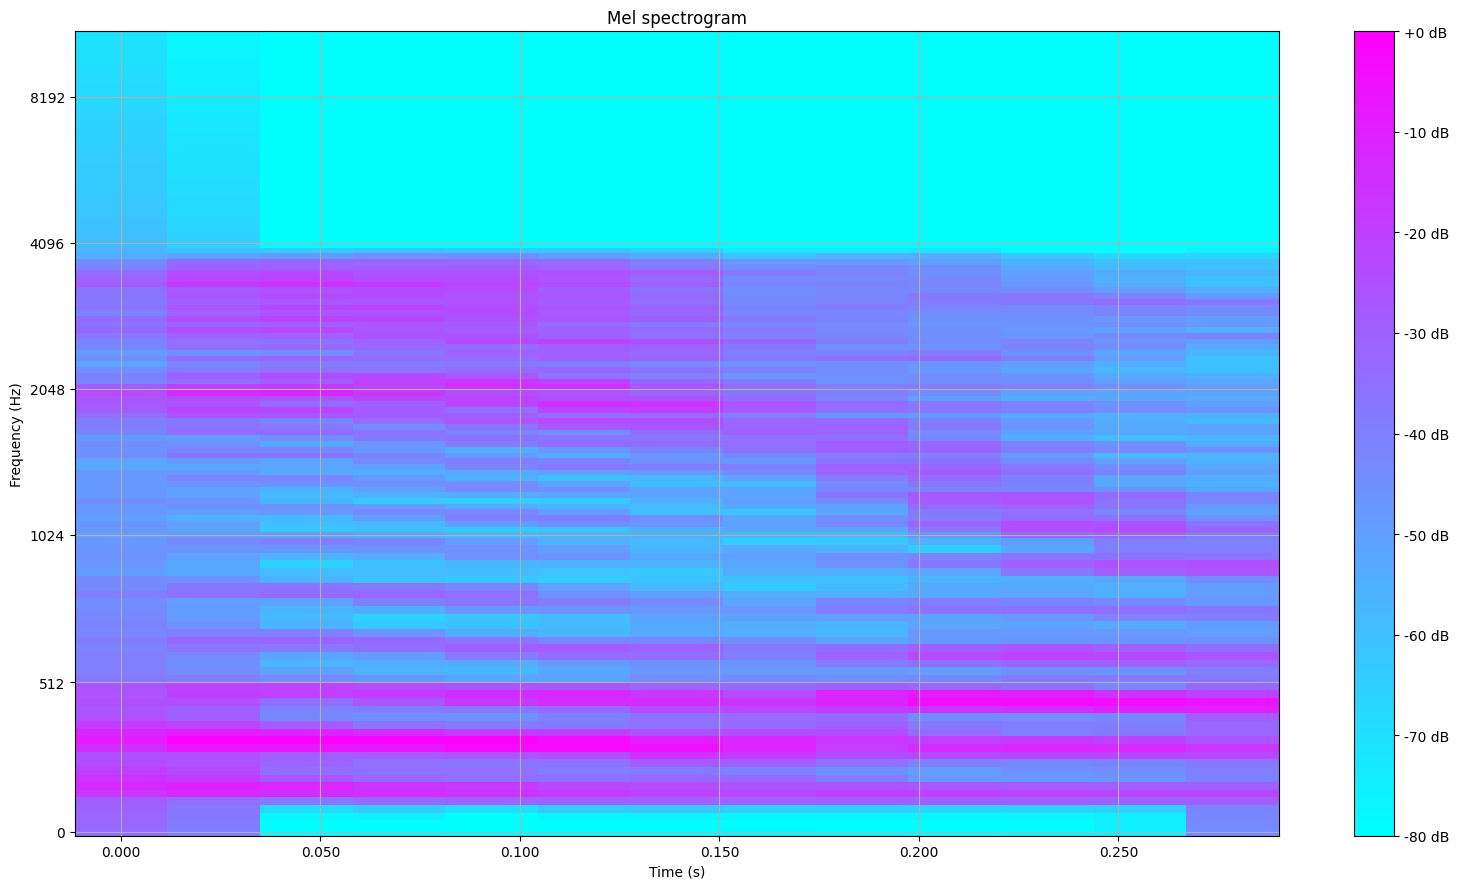 Mel spectrogram
+0 dB
8192
-10 dB
-20 dB
4096
-30 dB
Frequency (Hz)
2048
-40 dB
1024
-50 dB
-60 dB
512
-70 dB
0
-80 dB
0.000 0.050 0.100 0.150 0.200 0.250
Time (s)